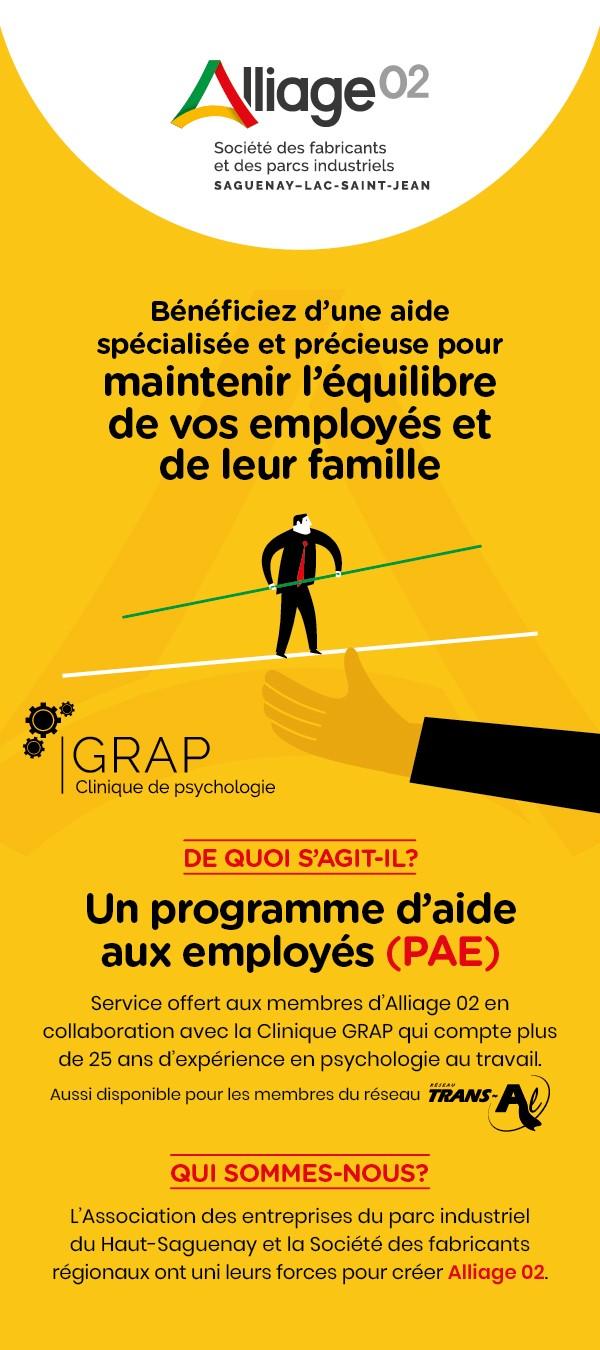 Alliage 02
Société des fabricants
et des parcs industriels
SAGUENAY–LAC-SAINT-JEAN
Bénéficiez d'une aide
spécialisée et précieuse pour
maintenir l'équilibre
de vos employés et
de leur famille
GRAP
Clinique de psychologie
DE QUOI S'AGIT-IL?
Un programme d'aide
aux employés (PAE)
Service offert aux membres d'Alliage 02 en
collaboration avec la Clinique GRAP qui compte plus
de 25 ans d'expérience en psychologie au travail.
Aussi disponible pour les membres du réseau RÉSEAU TRANS-Al
QUI SOMMES-NOUS?
L'Association des entreprises du parc industriel
du Haut-Saguenay et la Société des fabricants
régionaux ont uni leurs forces pour créer Alliage 02.